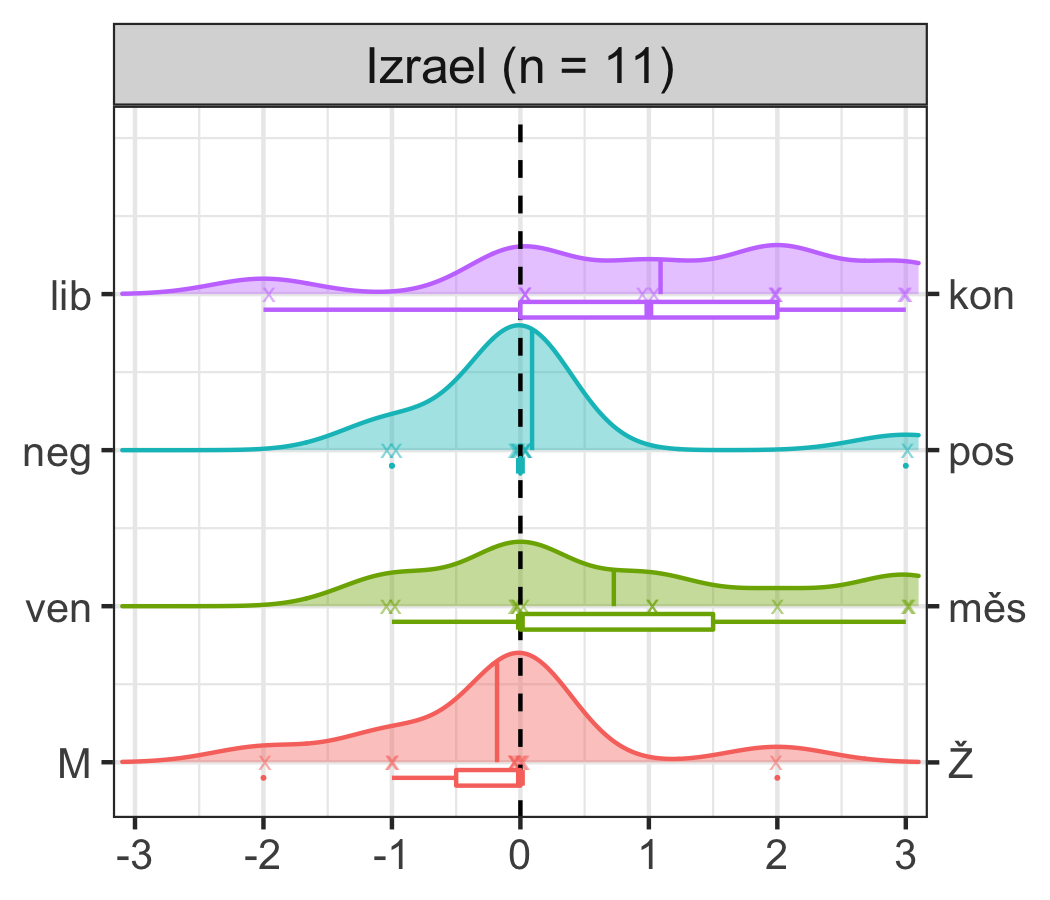 Izrael (n = 11)
lib kon
neg pos
ven měs
M Ž
-3 -2 -1 0 1 2 3